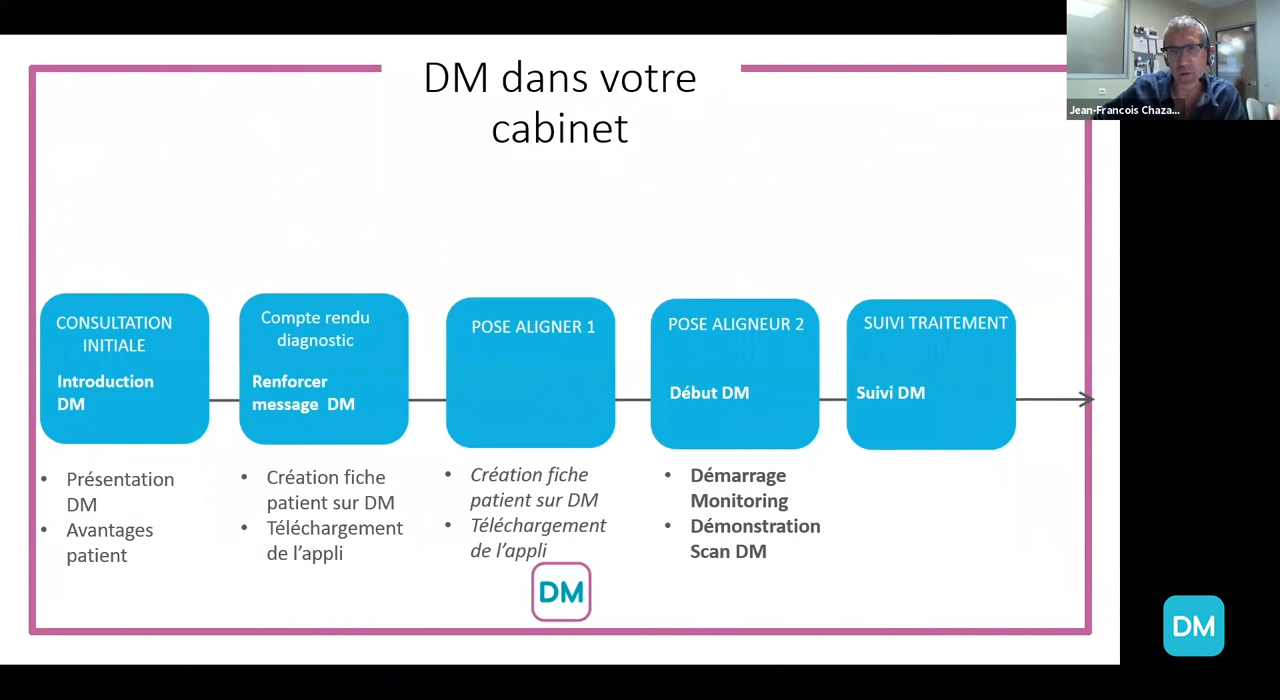 DM dans votre
cabinet
Jean-Francois Chaza...
CONSULTATION
INITIALE
Introduction
DM
Compte rendu
diagnostic
Renforcer
message DM
POSE ALIGNER 1
POSE ALIGNEUR 2
Début DM
SUIVI TRAITEMENT
Suivi DM
• Présentation
DM
• Avantages
patient
• Création fiche
patient sur DM
• Téléchargement
de l’appli
• Création fiche
patient sur DM
• Téléchargement
de l’appli
• Démarrage
Monitoring
• Démonstration
Scan DM
DM
DM